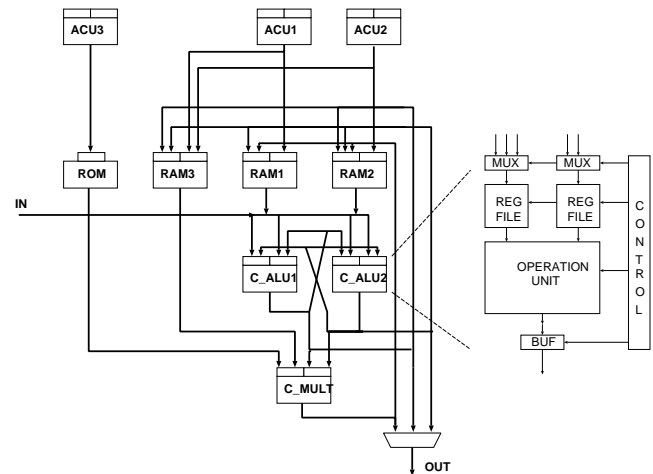 ACU3
ACU1
ACU2
ROM
RAM3
RAM1
RAM2
IN
C_ALU1
C_ALU2
C_MULT
OUT
MUX
MUX
REG
FILE
REG
FILE
OPERATION
UNIT
BUF
CONTROL